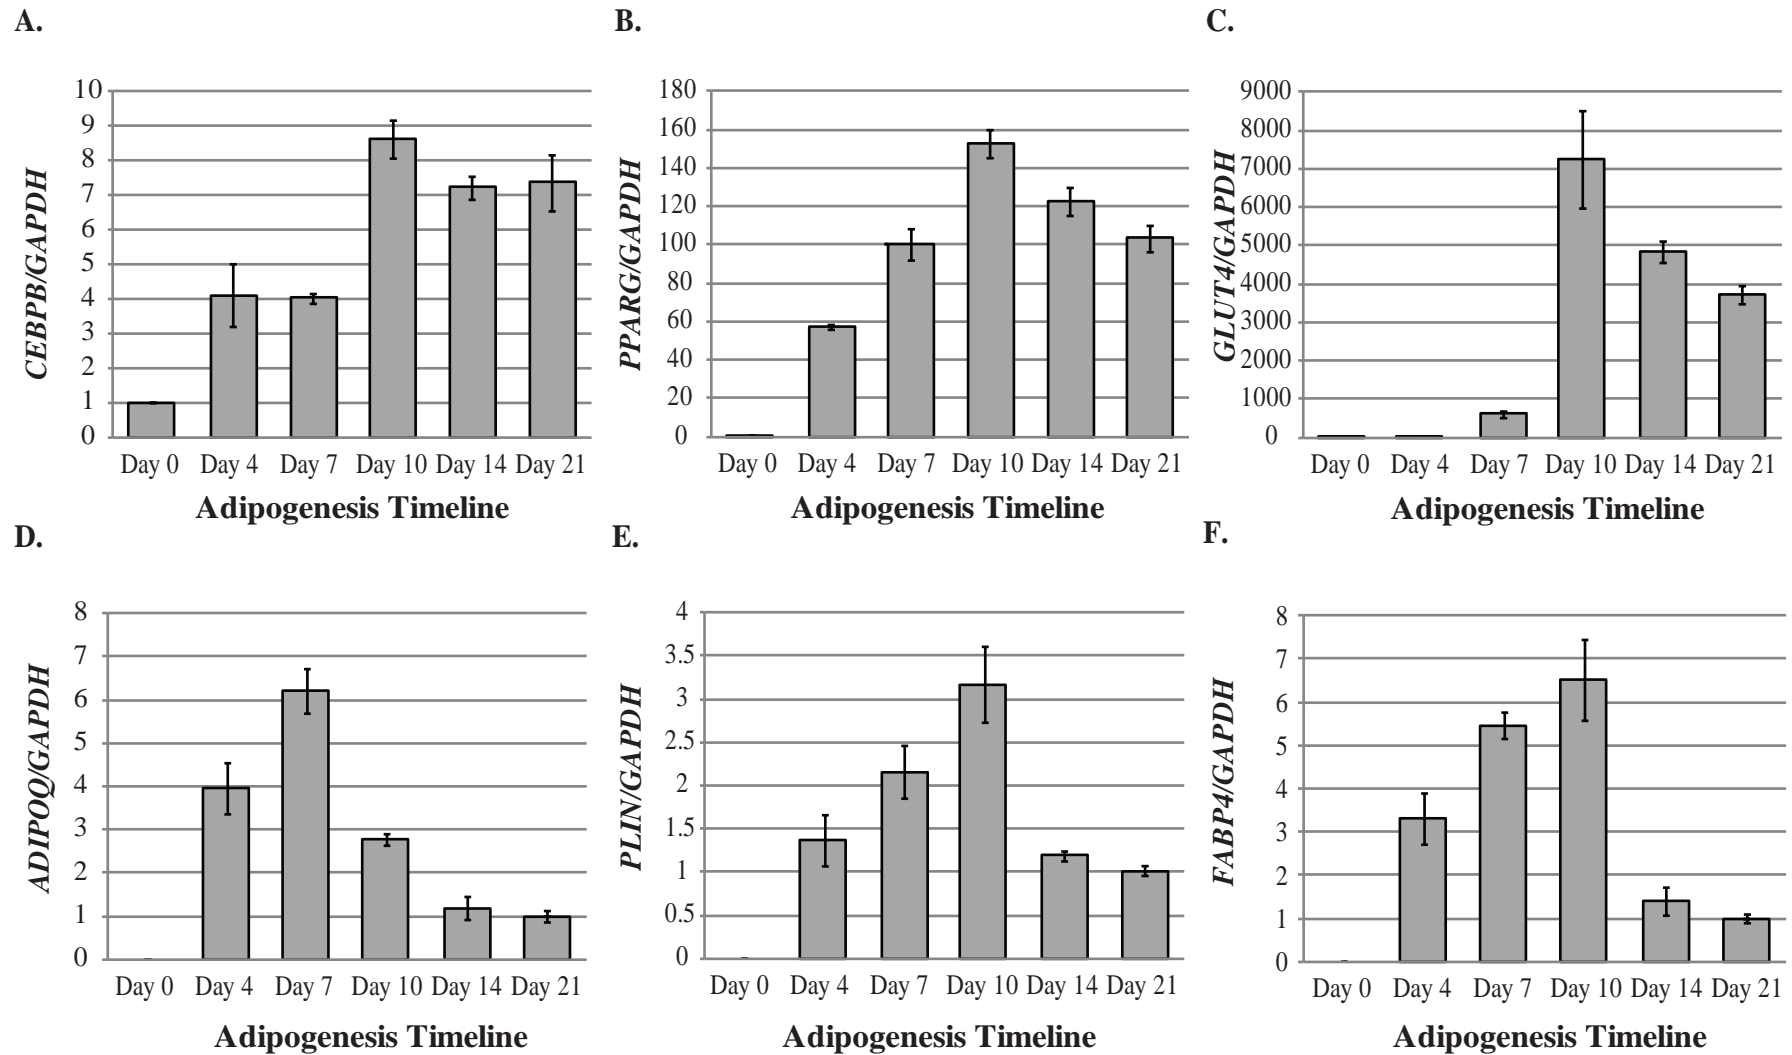 A.
CEBPB/GAPDH
10
9
8
7
6
5
4
3
2
1
0
Day 0 Day 4 Day 7 Day 10 Day 14 Day 21
Adipogenesis Timeline
B.
PPARG/GAPDH
180
160
140
120
100
80
60
40
20
0
Day 0 Day 4 Day 7 Day 10 Day 14 Day 21
Adipogenesis Timeline
C.
GLUT4/GAPDH
9000
8000
7000
6000
5000
4000
3000
2000
1000
0
Day 0 Day 4 Day 7 Day 10 Day 14 Day 21
Adipogenesis Timeline
D.
ADIPOQ/GAPDH
8
7
6
5
4
3
2
1
0
Day 0 Day 4 Day 7 Day 10 Day 14 Day 21
Adipogenesis Timeline
E.
PLIN/GAPDH
4
3.5
3
2.5
2
1.5
1
0.5
0
Day 0 Day 4 Day 7 Day 10 Day 14 Day 21
Adipogenesis Timeline
F.
FABP4/GAPDH
8
7
6
5
4
3
2
1
0
Day 0 Day 4 Day 7 Day 10 Day 14 Day 21
Adipogenesis Timeline